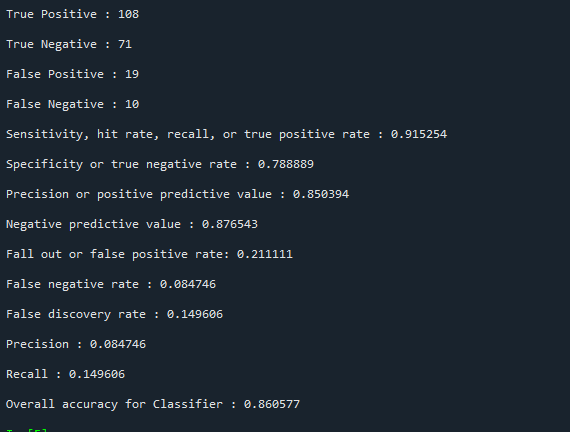 True Positive : 108
True Negative : 71
False Positive : 19
False Negative : 10
Sensitivity, hit rate, recall, or true positive rate : 0.915254
Specificity or true negative rate : 0.788889
Precision or positive predictive value : 0.850394
Negative predictive value : 0.876543
Fall out or false positive rate: 0.211111
False negative rate : 0.084746
False discovery rate : 0.149606
Precision : 0.084746
Recall : 0.149606
Overall accuracy for Classifier : 0.860577